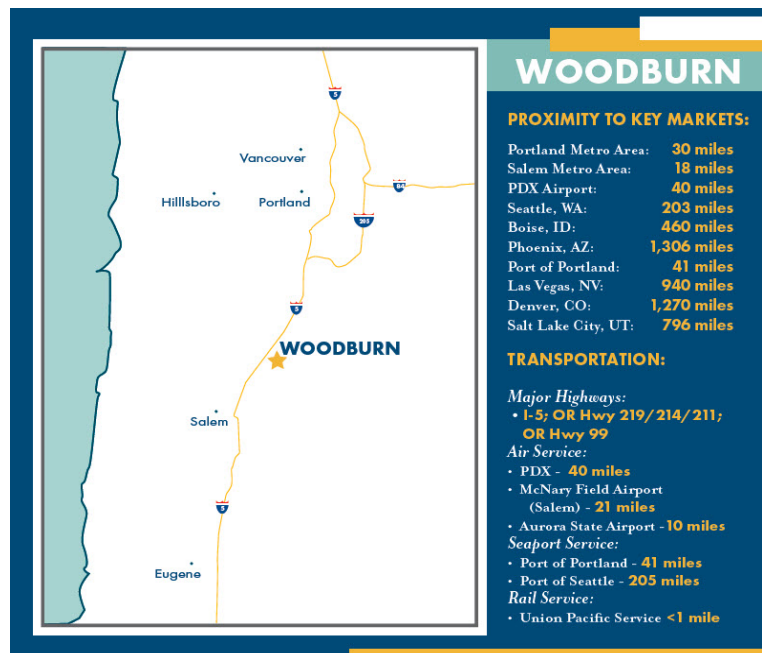 WOODBURN
PROXIMITY TO KEY MARKETS:
Portland Metro Area: 30 miles
Salem Metro Area: 18 miles
PDX Airport: 40 miles
Seattle, WA: 203 miles
Boise, ID: 460 miles
Phoenix, AZ: 1,306 miles
Port of Portland: 41 miles
Las Vegas, NV: 940 miles
Denver, CO: 1,270 miles
Salt Lake City, UT: 796 miles
TRANSPORTATION:
Major Highways:
• I-5; OR Hwy 219/214/211;
OR Hwy 99
Air Service:
• PDX - 40 miles
• McNary Field Airport
(Salem) - 21 miles
• Aurora State Airport -10 miles
Seaport Service:
• Port of Portland - 41 miles
• Port of Seattle - 205 miles
Rail Service:
• Union Pacific Service <1 mile
5
Vancouver
84
Hilllsboro
Portland
205
5
WOODBURN
Salem
5
Eugene